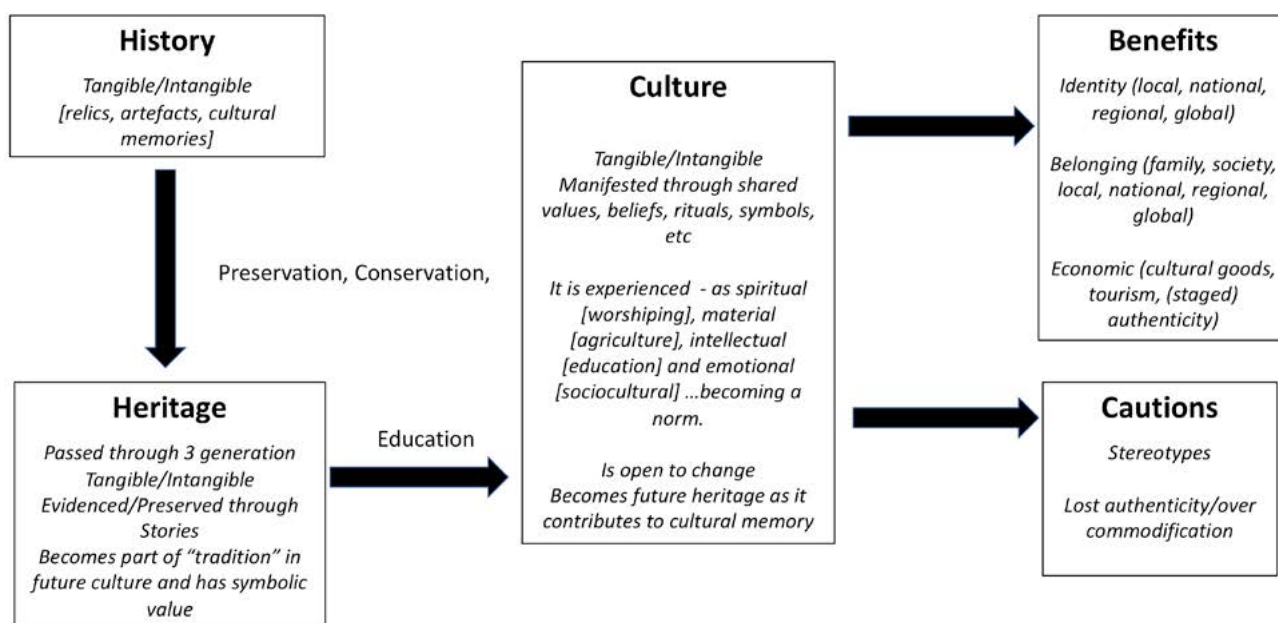 History
Tangible/Intangible
[relics, artefacts, cultural
memories]
Preservation, Conservation,
Heritage
Passed through 3 generation
Tangible/Intangible
Evidenced/Preserved through
Stories
Becomes part of “tradition” in
future culture and has symbolic
value
Education
Culture
Tangible/Intangible
Manifested through shared
values, beliefs, rituals, symbols,
etc
It is experienced - as spiritual
[worshiping], material
[agriculture], intellectual
[education] and emotional
[sociocultural] ...becoming a
norm.
Is open to change
Becomes future heritage as it
contributes to cultural memory
Benefits
Identity (local, national,
regional, global)
Belonging (family, society,
local, national, regional,
global)
Economic (cultural goods,
tourism, (staged)
authenticity)
Cautions
Stereotypes
Lost authenticity/over
commodification